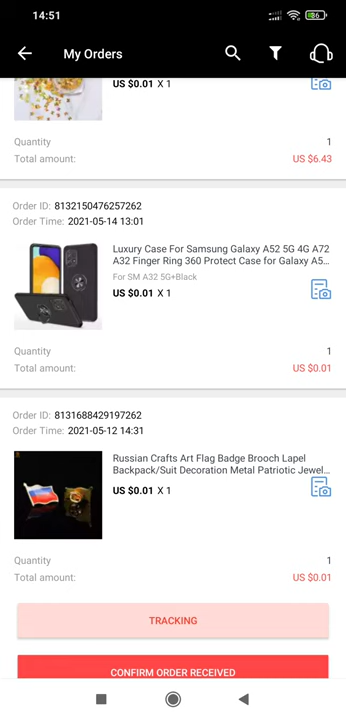 14:51
86
My Orders
US $0.01 X 1
Quantity 1
Total amount: US $6.43
Order ID: 8132150476257262
Order Time: 2021-05-14 13:01
Luxury Case For Samsung Galaxy A52 5G 4G A72
A32 Finger Ring 360 Protect Case for Galaxy A5...
For SM A32 5G+Black
US $0.01 X 1
Quantity 1
Total amount: US $0.01
Order ID: 8131688429197262
Order Time: 2021-05-12 14:31
Russian Crafts Art Flag Badge Brooch Lapel
Backpack/Suit Decoration Metal Patriotic Jewel...
US $0.01 X 1
Quantity 1
Total amount: US $0.01
TRACKING
CONFIRM ORDER RECEIVED